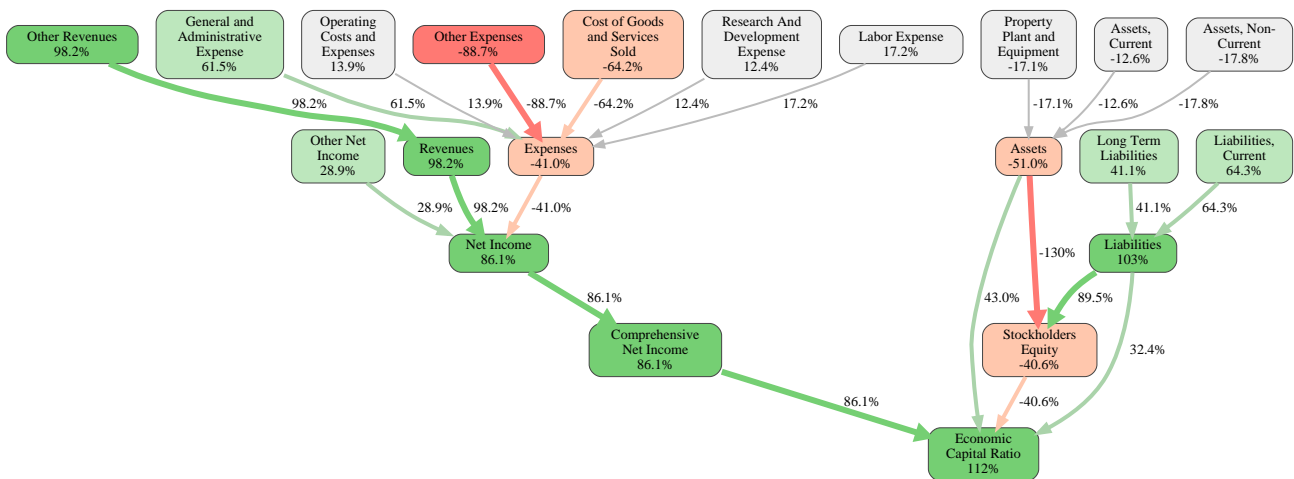 Other Revenues
98.2%
General and
Administrative
Expense
61.5%
Operating
Costs and
Expenses
13.9%
Other Expenses
-88.7%
Cost of Goods
and Services
Sold
-64.2%
Research And
Development
Expense
12.4%
Labor Expense
17.2%
Property
Plant and
Equipment
-17.1%
Assets,
Current
-12.6%
Assets, Non-
Current
-17.8%
98.2%
61.5%
13.9%
-88.7%
-64.2%
12.4%
17.2%
-17.1%
-12.6%
-17.8%
Other Net
Income
28.9%
Revenues
98.2%
Expenses
-41.0%
Assets
-51.0%
Long Term
Liabilities
41.1%
Liabilities,
Current
64.3%
28.9%
98.2%
-41.0%
41.1%
64.3%
Net Income
86.1%
-130%
Liabilities
103%
86.1%
43.0%
89.5%
Comprehensive
Net Income
86.1%
Stockholders
Equity
-40.6%
32.4%
86.1%
-40.6%
Economic
Capital Ratio
112%